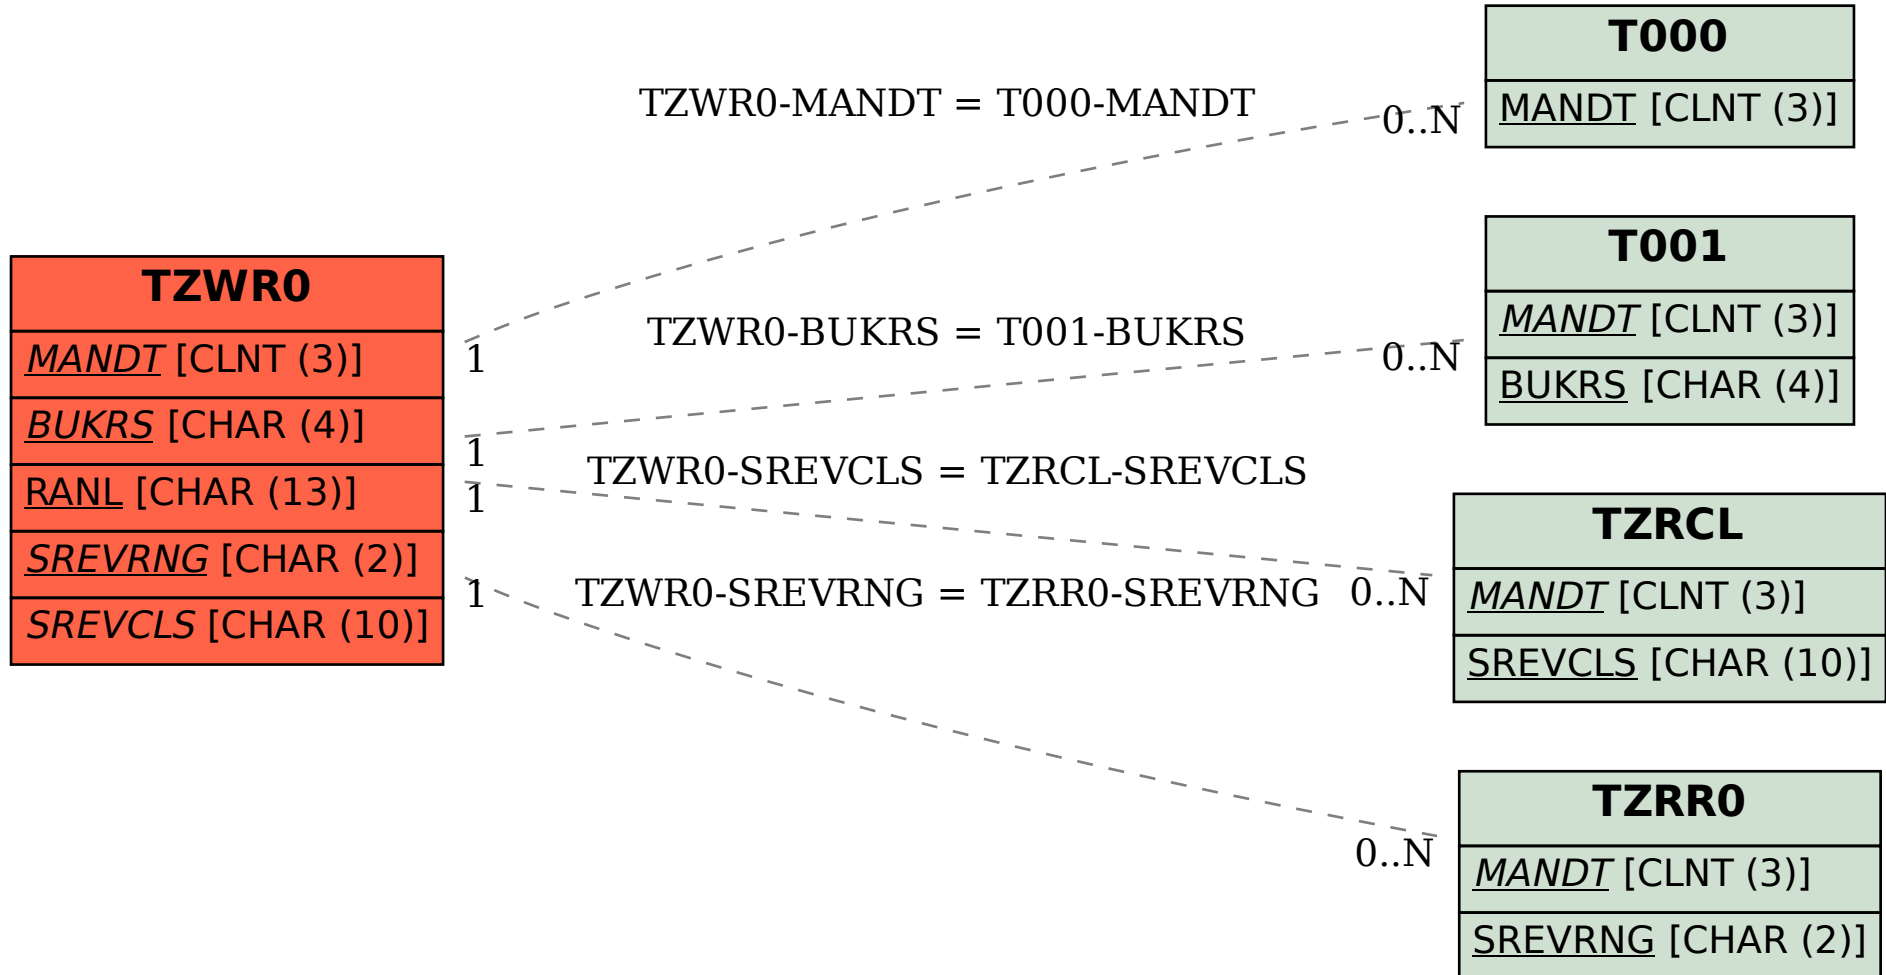 TZWR0
MANDT [CLNT (3)]
BUKRS [CHAR (4)]
RANL [CHAR (13)]
SREVRNG [CHAR (2)]
SREVCLS [CHAR (10)]
TZWR0-MANDT = T000-MANDT
1
0..N
TZWR0-BUKRS = T001-BUKRS
1
0..N
TZWR0-SREVCLS = TZRCL-SREVCLS
1
0..N
TZWR0-SREVRNG = TZRR0-SREVRNG
1
0..N
T000
MANDT [CLNT (3)]
T001
MANDT [CLNT (3)]
BUKRS [CHAR (4)]
TZRCL
MANDT [CLNT (3)]
SREVCLS [CHAR (10)]
TZRR0
MANDT [CLNT (3)]
SREVRNG [CHAR (2)]